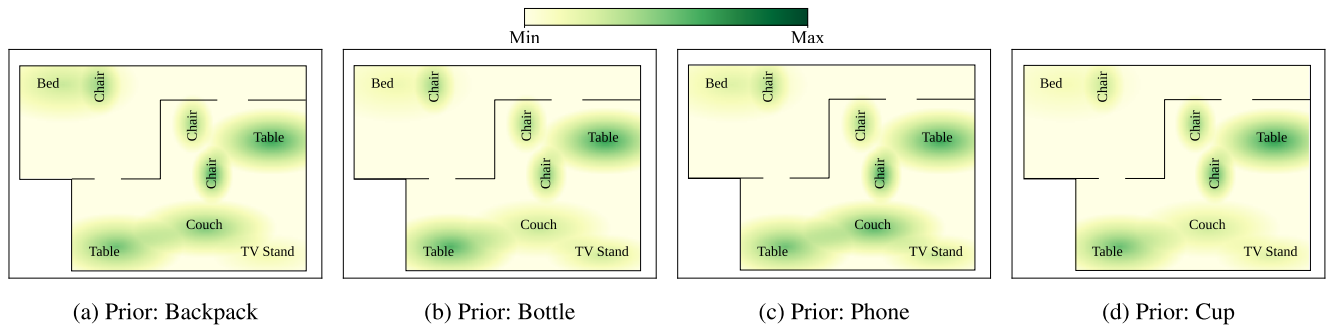 Min Max
Bed Chair Chair Table Chair Couch Table TV Stand
Bed Chair Chair Table Chair Couch Table TV Stand
Bed Chair Chair Table Chair Couch Table TV Stand
Bed Chair Chair Table Chair Couch Table TV Stand
(a) Prior: Backpack
(b) Prior: Bottle
(c) Prior: Phone
(d) Prior: Cup